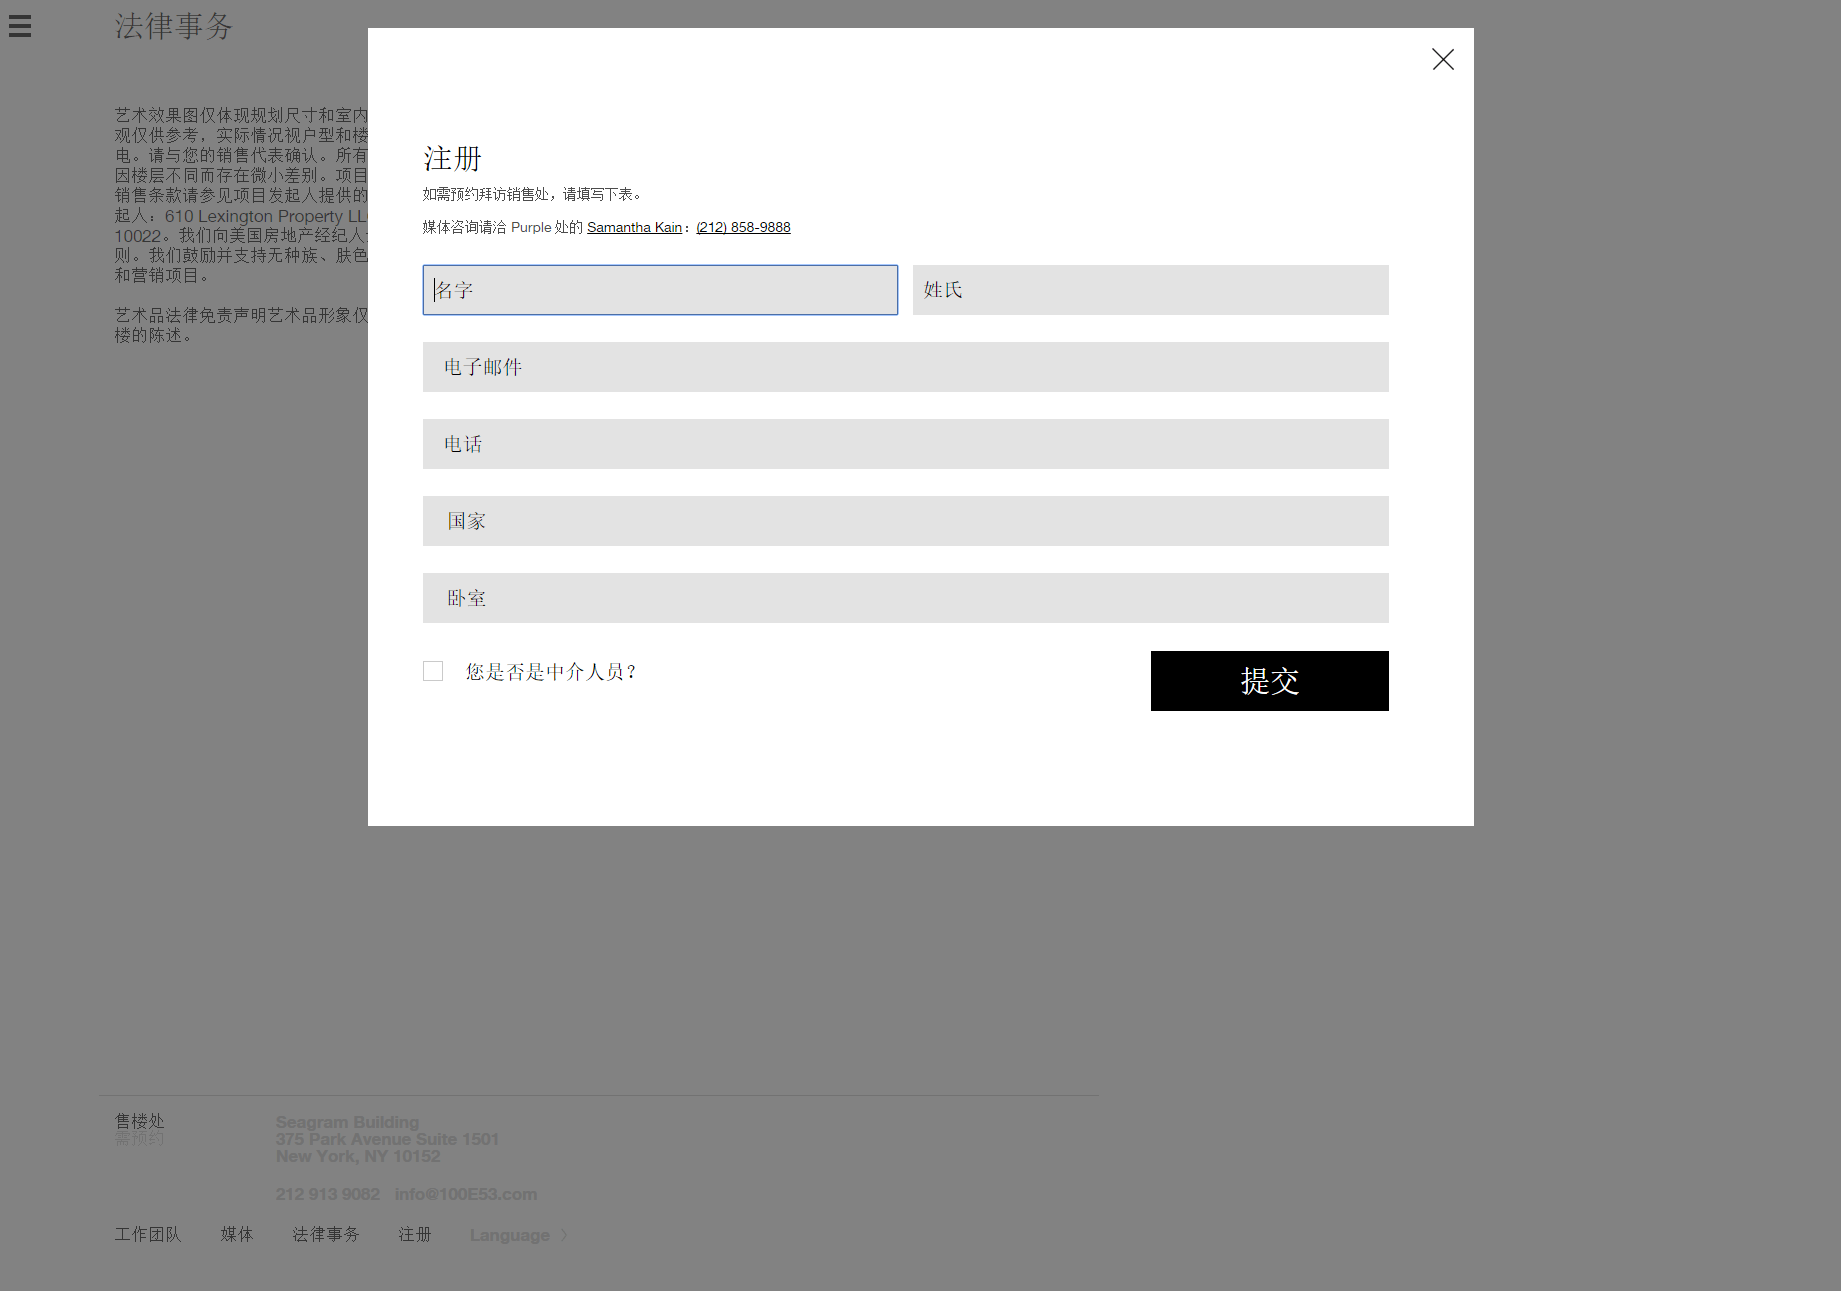 法律事务
艺术效果图仅体现规划尺寸和室内
观仅供参考，实际情况视户型和楼
电。请与您的销售代表确认。所有
因楼层不同而存在微小差别。项目
销售条款请参见项目发起人提供的
起人：610 Lexington Property LLC
10022。我们向美国房地产经纪人
则。我们鼓励并支持无种族、肤色
和营销项目。
艺术品法律免责声明艺术品形象仅
楼的陈述。
注册
如需预约拜访销售处，请填写下表。
媒体咨询请洽 Purple 处的 Samantha Kain：(212) 858-9888
名字 姓氏
电子邮件
电话
国家
卧室
您是否是中介人员？ 提交
售楼处 Seagram Building
需预约 375 Park Avenue Suite 1501
New York, NY 10152
212 913 9082 info@100E53.com
工作团队 媒体 法律事务 注册 Language